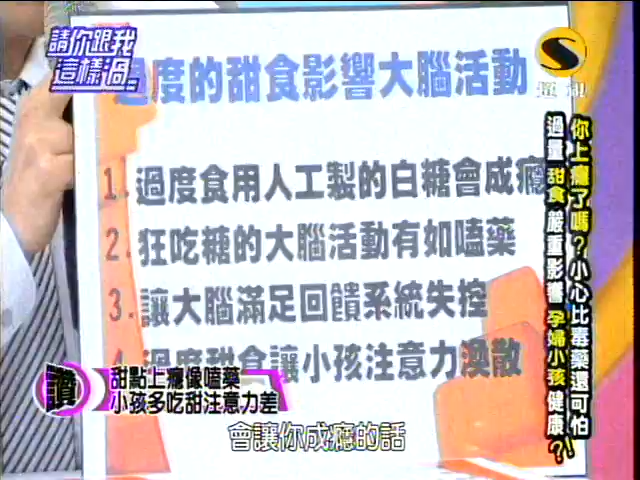 請你跟我
這樣過
過度的甜食影響大腦活動
1.過度食用人工製的白糖會成癮
2.狂吃糖的大腦活動有如嗑藥
3.讓大腦滿足回饋系統失控
4.過度甜食讓小孩注意力渙散
你上癮了嗎?小心比毒藥還可怕
過量甜食嚴重影響孕婦小孩健康?!
讚
甜點上癮像嗑藥
小孩多吃甜注意力差
會讓你成癮的話